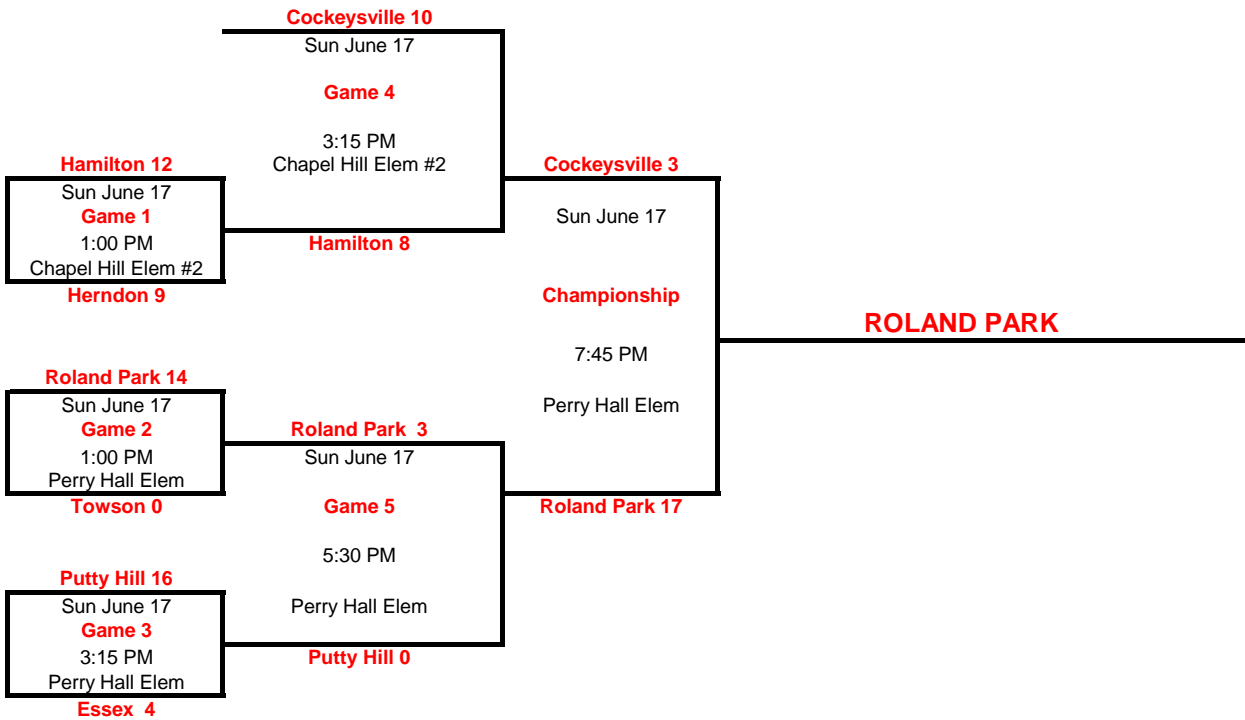 Cockeysville 10
Sun June 17
Game 4
3:15 PM
Chapel Hill Elem #2
Hamilton 8
Hamilton 12
Sun June 17
Game 1
1:00 PM
Chapel Hill Elem #2
Herndon 9
Cockeysville 3
Sun June 17
Championship
7:45 PM
Perry Hall Elem
Roland Park 17
ROLAND PARK
Roland Park 14
Sun June 17
Game 2
1:00 PM
Perry Hall Elem
Towson 0
Roland Park  3
Sun June 17
Game 5
5:30 PM
Perry Hall Elem
Putty Hill 0
Putty Hill 16
Sun June 17
Game 3
3:15 PM
Perry Hall Elem
Essex  4